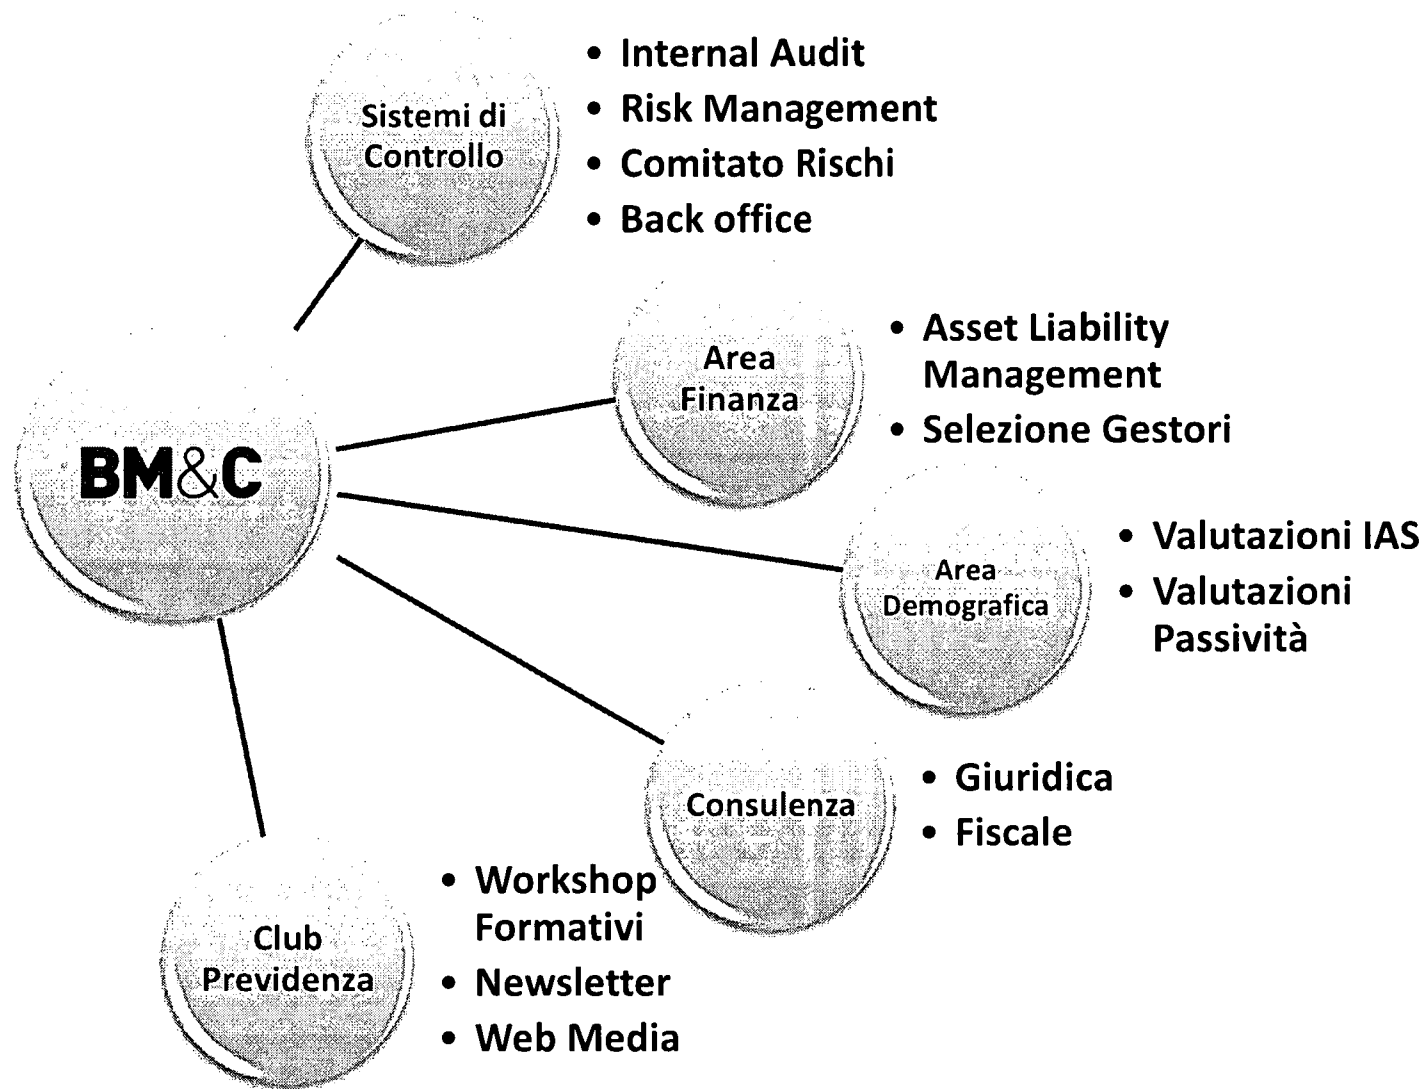 Sistemi di
Controllo
• Internal Audit
• Risk Management
• Comitato Rischi
• Back office
BM&C
Area
Finanza
• Asset Liability
Management
• Selezione Gestori
Area
Demografica
• Valutazioni IAS
• Valutazioni
Passività
Consulenza
• Giuridica
• Fiscale
Club
Previdenza
• Workshop
Formativi
• Newsletter
• Web Media